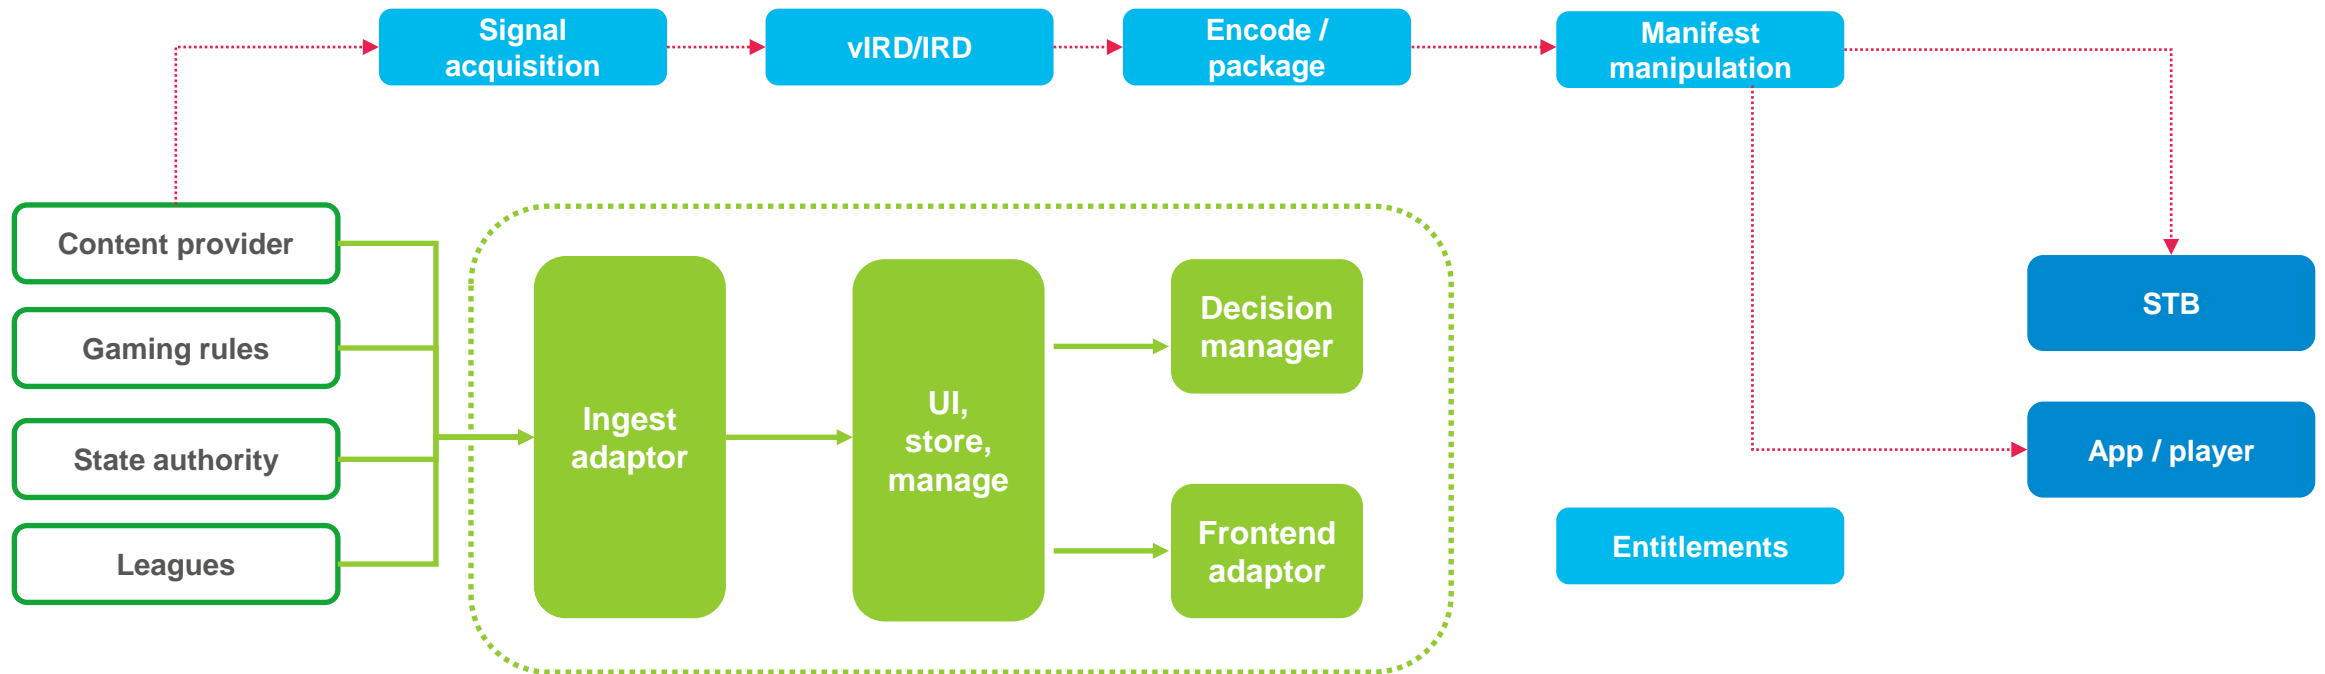 Signal
acquisition
vIRD/IRD
Encode /
package
Manifest
manipulation
Content provider
Gaming rules
State authority
Leagues
Ingest
adaptor
UI,
store,
manage
Decision
manager
Frontend
adaptor
STB
App / player
Entitlements